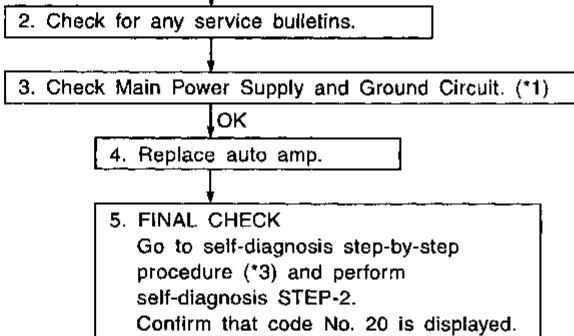 2. Check for any service bulletins.
3. Check Main Power Supply and Ground Circuit. (*1)
OK
4. Replace auto amp.
5. FINAL CHECK
Go to self-diagnosis step-by-step
procedure (*3) and perform
self-diagnosis STEP-2.
Confirm that code No. 20 is displayed.